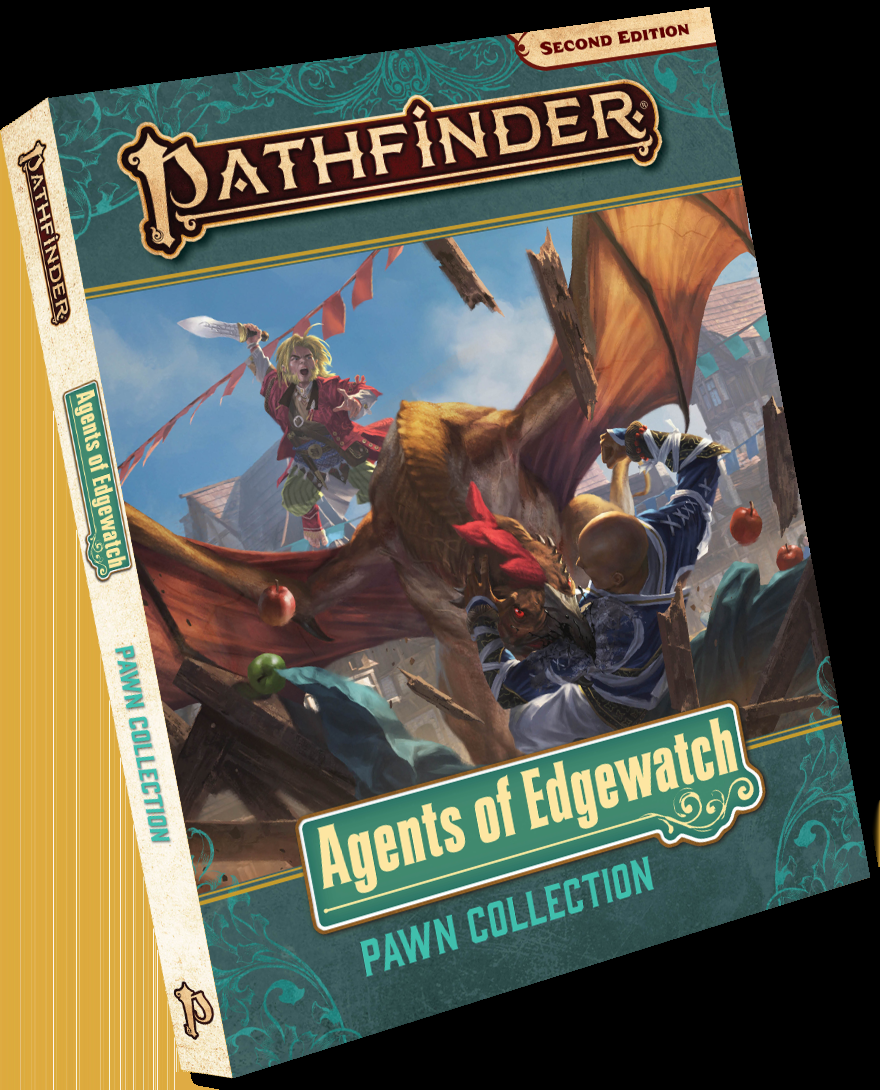 SECOND EDITION
PATHFINDER®
Agents of Edgewatch
PAWN COLLECTION
PATHFINDER®
Agents of Edgewatch
PAWN COLLECTION
P